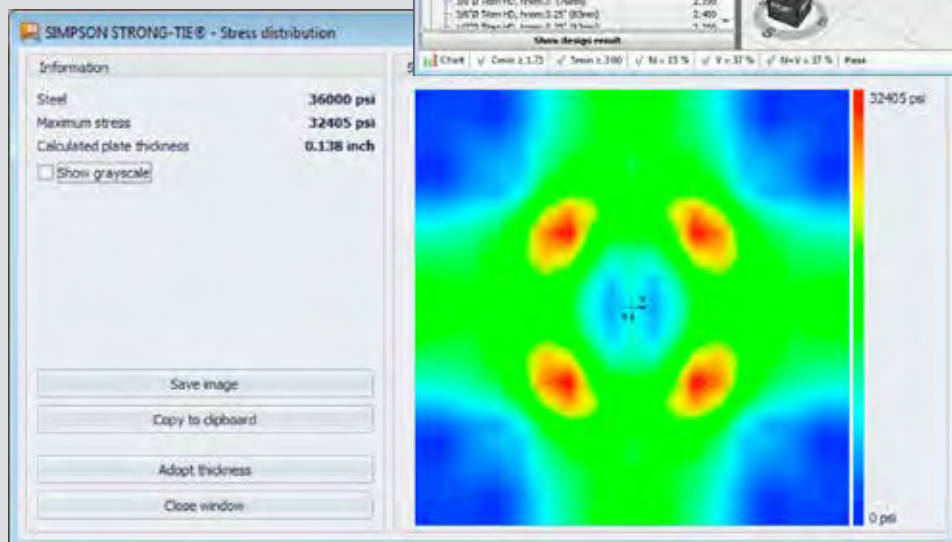 SIMPSON STRONG-TIE® - Stress distribution
Information
Steel 36000 psi
Maximum stress 32405 psi
Calculated plate thickness 0.138 inch
Show grayscale
Save image
Copy to clipboard
Adopt thickness
Close window
Show design result
Chart
Pass
32405 psi
0 psi